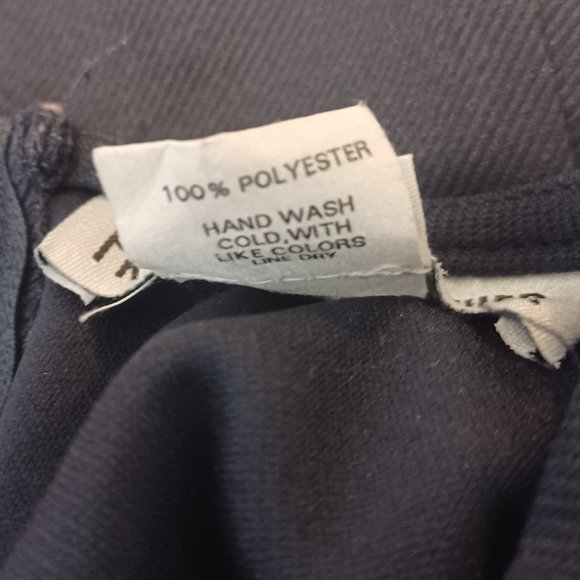 100% POLYESTER
HAND WASH
COLD,WITH
LIKE COLORS
LINE DRY